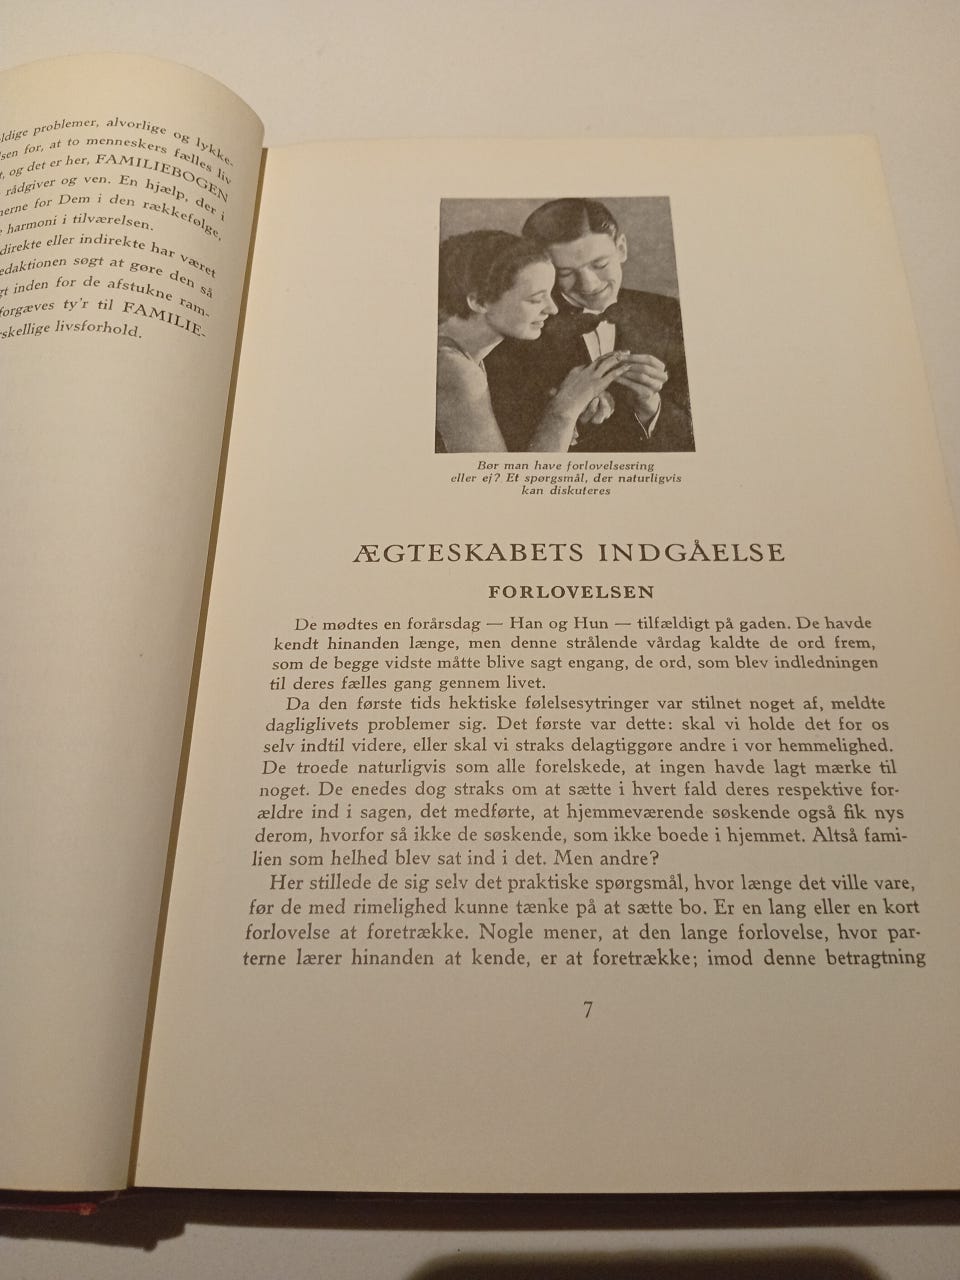 ldige problemer, alvorlige og lykke-
sen for, at to menneskers fælles liv
, og det er her, FAMILIEBOGEN
rådgiver og ven. En hjælp, der i
nerne for Dem i den rækkefølge,
harmoni i tilværelsen.
direkte eller indirekte har været
edaktionen søgt at gøre den så
gt inden for de afstukne ram-
forgæves ty'r til FAMILIE-
skellige livsforhold.
Bør man have forlovelsesring
eller ej? Et spørgsmål, der naturligvis
kan diskuteres
ÆGTESKABETS INDGÅELSE
FORLOVELSEN
De mødtes en forårsdag — Han og Hun — tilfældigt på gaden. De havde
kendt hinanden længe, men denne strålende vårdag kaldte de ord frem,
som de begge vidste måtte blive sagt engang, de ord, som blev indledningen
til deres fælles gang gennem livet.
Da den første tids hektiske følelsesytringer var stilnet noget af, meldte
dagliglivets problemer sig. Det første var dette: skal vi holde det for os
selv indtil videre, eller skal vi straks delagtiggøre andre i vor hemmelighed.
De troede naturligvis som alle forelskede, at ingen havde lagt mærke til
noget. De enedes dog straks om at sætte i hvert fald deres respektive for-
ældre ind i sagen, det medførte, at hjemmeværende søskende også fik nys
derom, hvorfor så ikke de søskende, som ikke boede i hjemmet. Altså fami-
lien som helhed blev sat ind i det. Men andre?
Her stillede de sig selv det praktiske spørgsmål, hvor længe det ville vare,
før de med rimelighed kunne tænke på at sætte bo. Er en lang eller en kort
forlovelse at foretrække. Nogle mener, at den lange forlovelse, hvor par-
terne lærer hinanden at kende, er at foretrække; imod denne betragtning
7